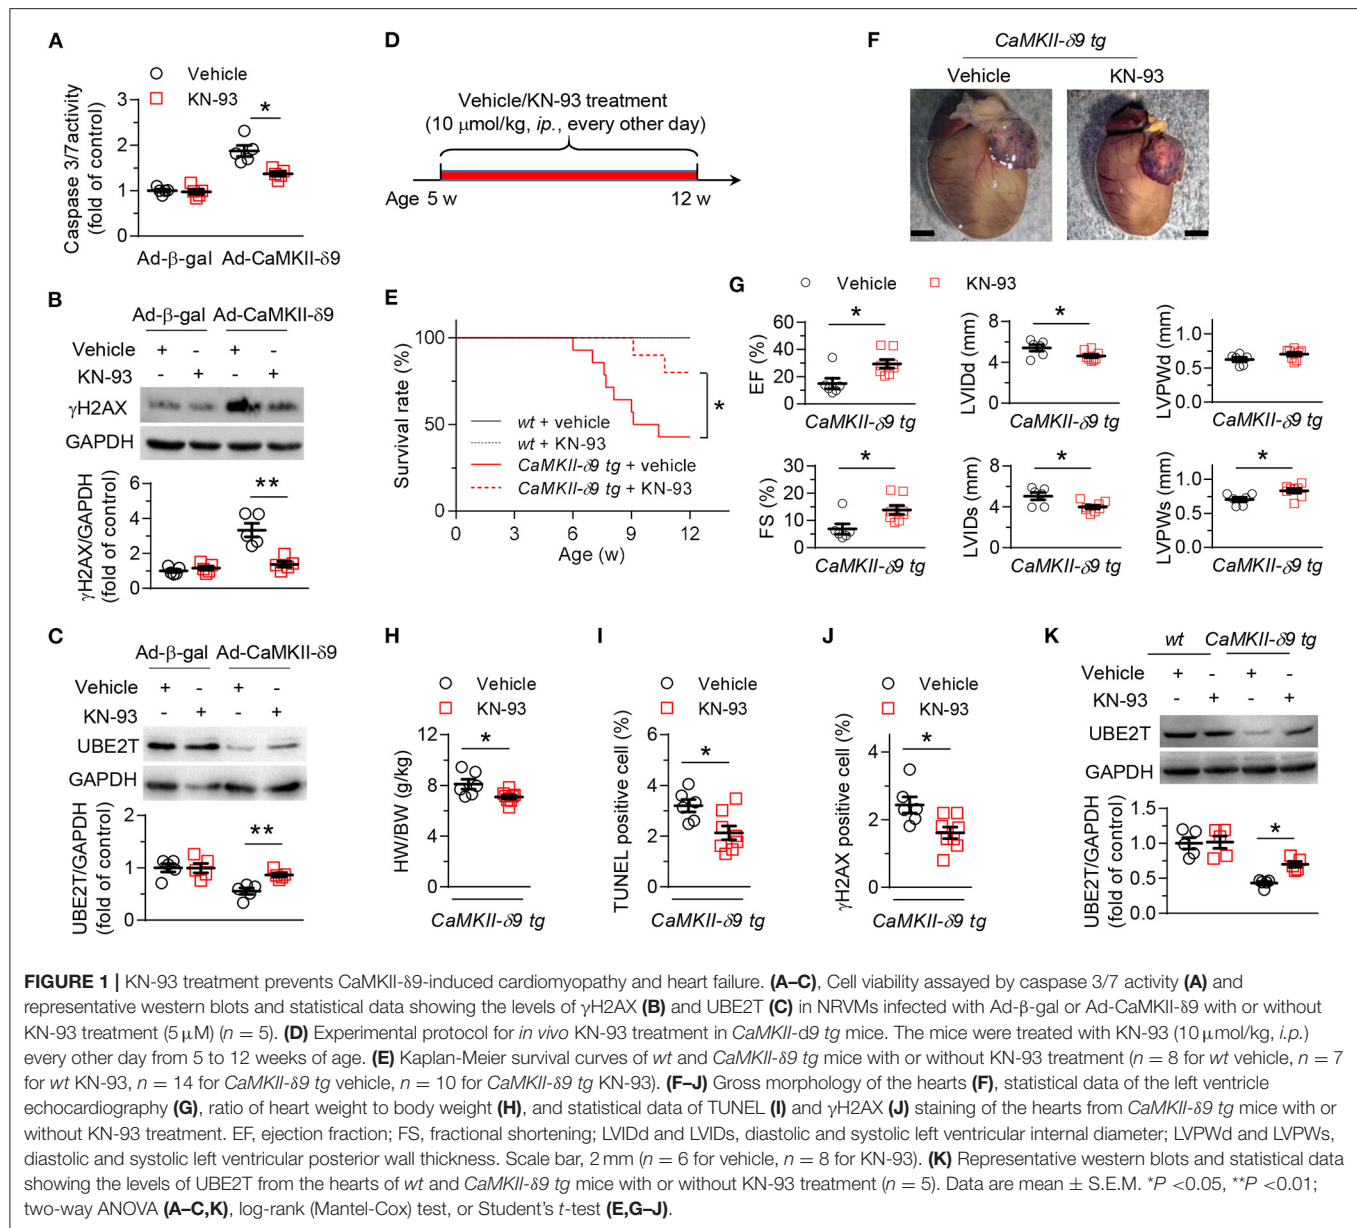 A
Vehicle
KN-93
Caspase 3/7activity
(fold of control)
3
2
1
0
*
Ad-β-gal Ad-CaMKII-δ9
B
Ad-β-gal Ad-CaMKII-δ9
Vehicle + - + -
KN-93 - + - +
γH2AX
GAPDH
γH2AX/GAPDH
(fold of control)
6
4
2
0
**
C
Ad-β-gal Ad-CaMKII-δ9
Vehicle + - + -
KN-93 - + - +
UBE2T
GAPDH
UBE2T/GAPDH
(fold of control)
2
1
0
**
D
Vehicle/KN-93 treatment
(10 μmol/kg, ip., every other day)
Age 5 w 12 w
E
Survival rate (%)
100
50
0
wt + vehicle
wt + KN-93
CaMKII-δ9 tg + vehicle
CaMKII-δ9 tg + KN-93
*
0 3 6 9 12
Age (w)
F
CaMKII-δ9 tg
Vehicle KN-93
G
Vehicle KN-93
EF (%)
60
40
20
0
*
CaMKII-δ9 tg
LVIDd (mm)
8
4
0
*
CaMKII-δ9 tg
LVPWd (mm)
1.0
0.5
0.0
CaMKII-δ9 tg
FS (%)
30
20
10
0
*
CaMKII-δ9 tg
LVIDs (mm)
8
4
0
*
CaMKII-δ9 tg
LVPWs (mm)
1.0
0.5
0.0
*
CaMKII-δ9 tg
H
Vehicle
KN-93
HW/BW (g/kg)
12
8
4
0
*
CaMKII-δ9 tg
I
Vehicle
KN-93
TUNEL positive cell (%)
6
4
2
0
*
CaMKII-δ9 tg
J
Vehicle
KN-93
γH2AX positive cell (%)
4
2
0
*
CaMKII-δ9 tg
K
wt CaMKII-δ9 tg
Vehicle + - + -
KN-93 - + - +
UBE2T
GAPDH
UBE2T/GAPDH
(fold of control)
1.5
1.0
0.5
0.0
*
FIGURE 1 | KN-93 treatment prevents CaMKII-δ9-induced cardiomyopathy and heart failure. (A–C), Cell viability assayed by caspase 3/7 activity (A) and
representative western blots and statistical data showing the levels of γH2AX (B) and UBE2T (C) in NRVMs infected with Ad-β-gal or Ad-CaMKII-δ9 with or without
KN-93 treatment (5 μM) (n = 5). (D) Experimental protocol for in vivo KN-93 treatment in CaMKII-d9 tg mice. The mice were treated with KN-93 (10 μmol/kg, i.p.)
every other day from 5 to 12 weeks of age. (E) Kaplan-Meier survival curves of wt and CaMKII-δ9 tg mice with or without KN-93 treatment (n = 8 for wt vehicle, n = 7
for wt KN-93, n = 14 for CaMKII-δ9 tg vehicle, n = 10 for CaMKII-δ9 tg KN-93). (F–J) Gross morphology of the hearts (F), statistical data of the left ventricle
echocardiography (G), ratio of heart weight to body weight (H), and statistical data of TUNEL (I) and γH2AX (J) staining of the hearts from CaMKII-δ9 tg mice with or
without KN-93 treatment. EF, ejection fraction; FS, fractional shortening; LVIDd and LVIDs, diastolic and systolic left ventricular internal diameter; LVPWd and LVPWs,
diastolic and systolic left ventricular posterior wall thickness. Scale bar, 2 mm (n = 6 for vehicle, n = 8 for KN-93). (K) Representative western blots and statistical data
showing the levels of UBE2T from the hearts of wt and CaMKII-δ9 tg mice with or without KN-93 treatment (n = 5). Data are mean ± S.E.M. *P <0.05, **P <0.01;
two-way ANOVA (A–C,K), log-rank (Mantel-Cox) test, or Student's t-test (E,G–J).